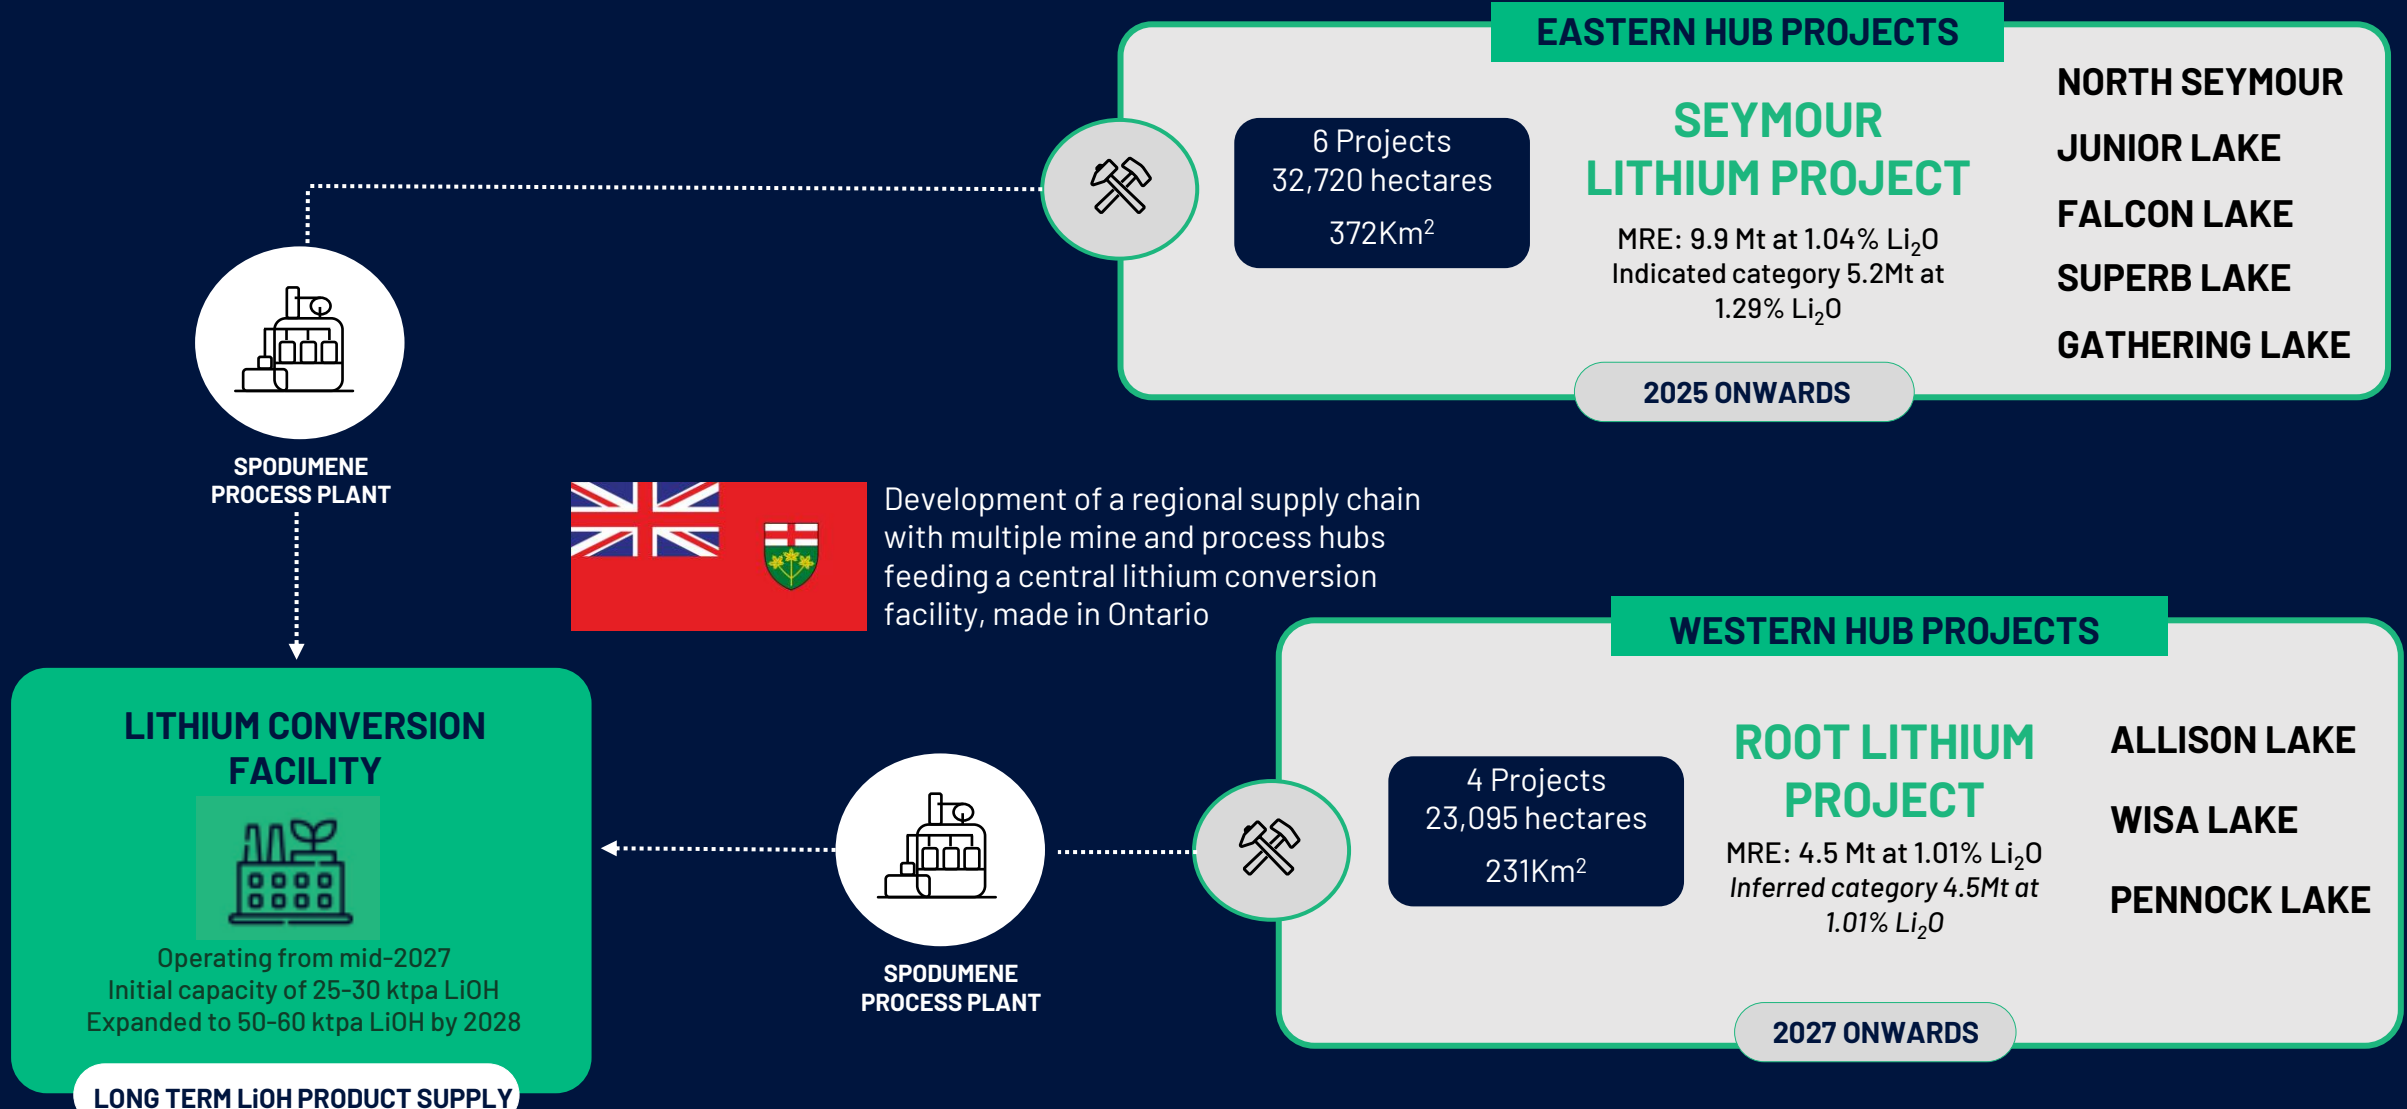 EASTERN HUB PROJECTS
6 Projects
32,720 hectares
372Km²
SEYMOUR
LITHIUM PROJECT
MRE: 9.9 Mt at 1.04% Li₂O
Indicated category 5.2Mt at
1.29% Li₂O
NORTH SEYMOUR
JUNIOR LAKE
FALCON LAKE
SUPERB LAKE
GATHERING LAKE
2025 ONWARDS
SPODUMENE
PROCESS PLANT
Development of a regional supply chain
with multiple mine and process hubs
feeding a central lithium conversion
facility, made in Ontario
WESTERN HUB PROJECTS
4 Projects
23,095 hectares
231Km²
ROOT LITHIUM
PROJECT
MRE: 4.5 Mt at 1.01% Li₂O
Inferred category 4.5Mt at
1.01% Li₂O
ALLISON LAKE
WISA LAKE
PENNOCK LAKE
2027 ONWARDS
SPODUMENE
PROCESS PLANT
LITHIUM CONVERSION
FACILITY
Operating from mid-2027
Initial capacity of 25-30 ktpa LiOH
Expanded to 50-60 ktpa LiOH by 2028
LONG TERM LiOH PRODUCT SUPPLY